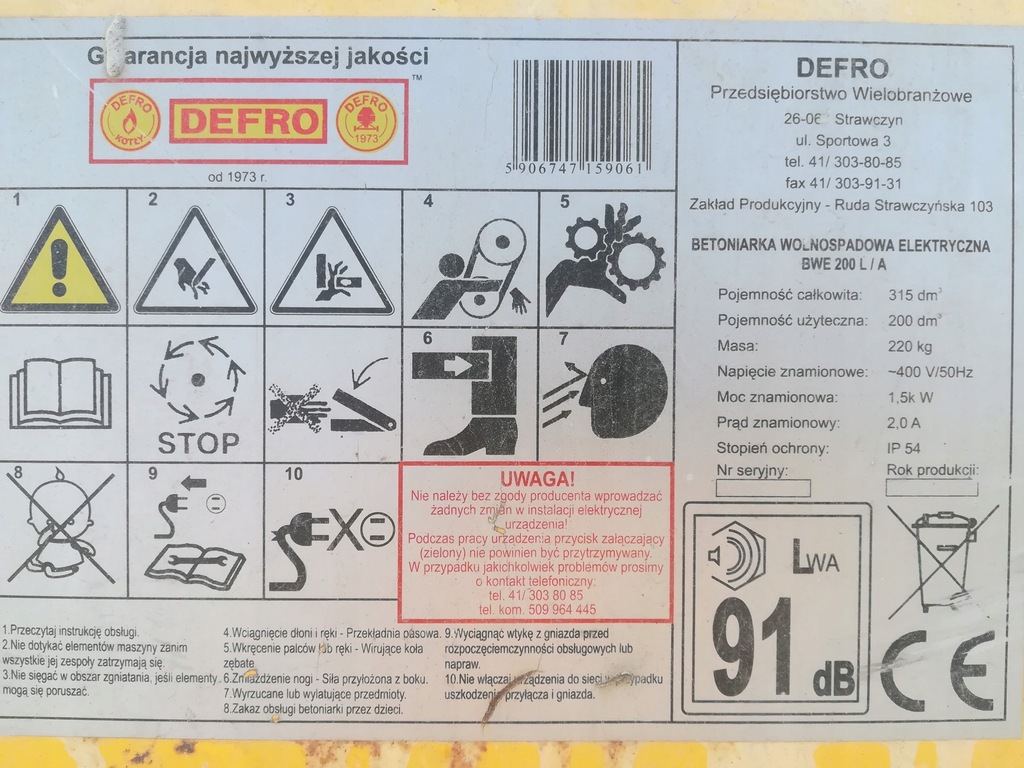 Gwarancja najwyższej jakości
DEFRO
KOTŁY
DEFRO
TM
DEFRO
1973
od 1973 r.
5 906747 159061
DEFRO
Przedsiębiorstwo Wielobranżowe
Strawczyn
ul. Sportowa 3
tel. 41/ 303-80-85
fax 41/ 303-91-31
Zakład Produkcyjny - Ruda Strawczyńska 103
BETONIARKA WOLNOSPADOWA ELEKTRYCZNA
BWE 200 L / A
Pojemność całkowita: 315 dm³
Pojemność użyteczna: 200 dm³
Masa: 220 kg
Napięcie znamionowe: ~400 V/50Hz
Moc znamionowa: 1,5k W
Prąd znamionowy: 2,0 A
Stopień ochrony: IP 54
Nr seryjny: Rok produkcji:
1
2
3
4
5
STOP
6
7
8
9
10
UWAGA!
Nie należy bez zgody producenta wprowadzać
żadnych zmian w instalacji elektrycznej
urządzenia!
Podczas pracy urządzenia przycisk załączający
(zielony) nie powinien być przytrzymywany.
W przypadku jakichkolwiek problemów prosimy
o kontakt telefoniczny:
tel. 41/ 303 80 85
tel. kom. 509 964 445
LWA
91 dB
CE
1.Przeczytaj instrukcję obsługi.
2.Nie dotykać elementów maszyny zanim
wszystkie jej zespoły zatrzymają się.
3.Nie sięgać w obszar zgniatania, jeśli elementy
mogą się poruszać.
4.Wciągnięcie dłoni i ręki - Przekładnia pasowa.
5.Wkręcenie palców lub ręki - Wirujące koła
zębate.
6.Zmiażdżenie nogi - Siła przyłożona z boku.
7.Wyrzucane lub wylatujące przedmioty.
8.Zakaz obsługi betoniarki przez dzieci.
9.Wyciągnąć wtykę z gniazda przed
rozpoczęciemczynności obsługowych lub
napraw.
10.Nie włączaj urządzenia do sieci w przypadku
uszkodzenia przyłącza i gniazda.